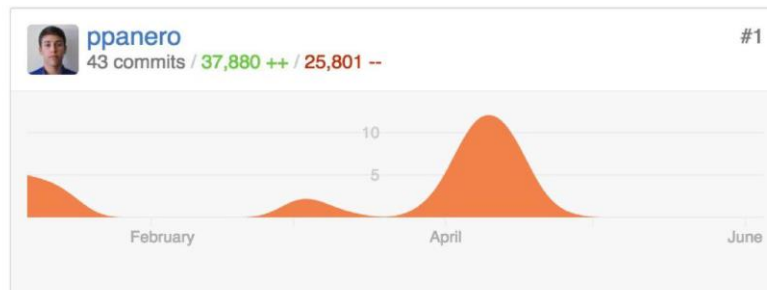 ppanero
#1
43 commits / 37,880 ++ / 25,801 --
10
5
February
April
June